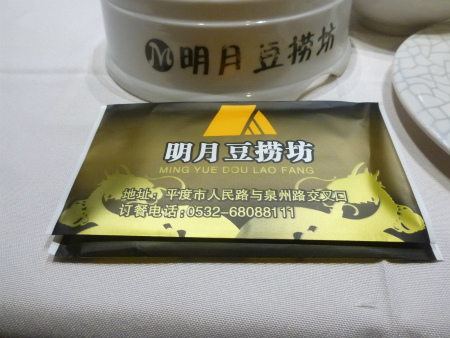 M 明月豆捞坊
明月豆捞坊
MING YUE DOU LAO FANG
地址：平度市人民路与泉州路交叉口
订餐电话:0532-68088111